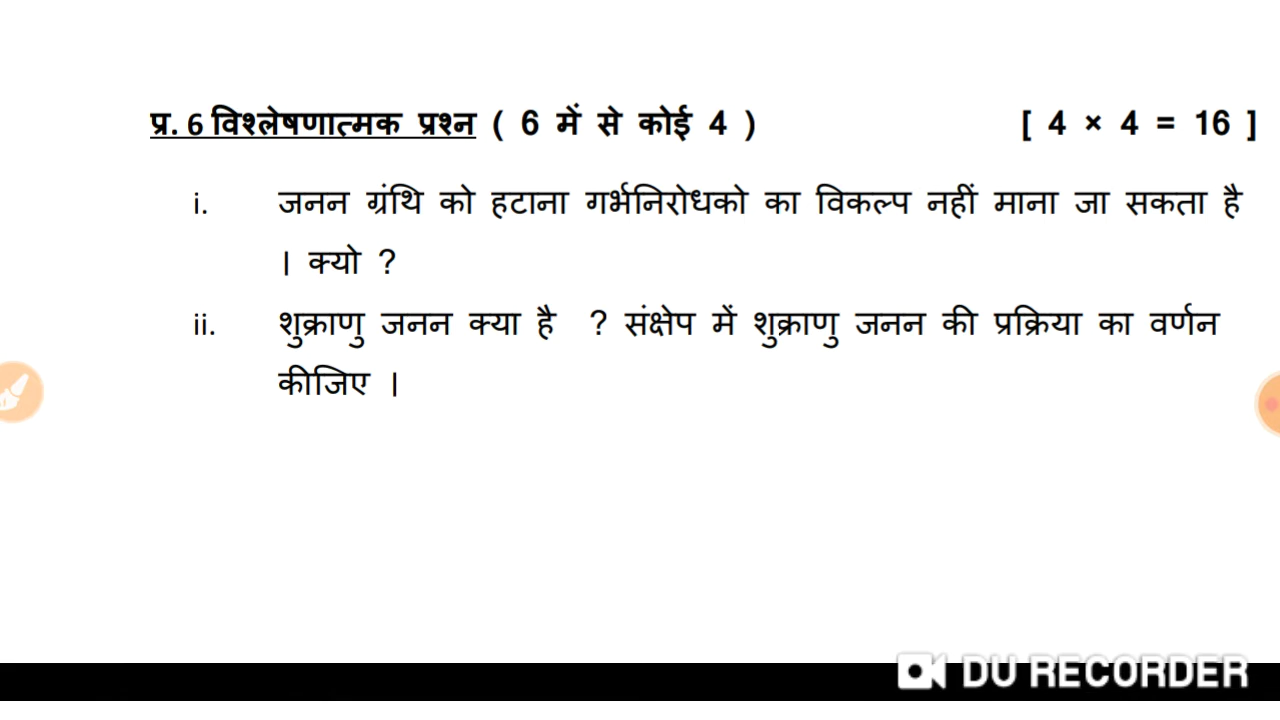 प्र. 6 विश्लेषणात्मक प्रश्न ( 6 में से कोई 4 ) [ 4 × 4 = 16 ]
i. जनन ग्रंथि को हटाना गर्भनिरोधको का विकल्प नहीं माना जा सकता है
। क्यो ?
ii. शुक्राणु जनन क्या है ? संक्षेप में शुक्राणु जनन की प्रक्रिया का वर्णन
कीजिए ।
DU RECORDER